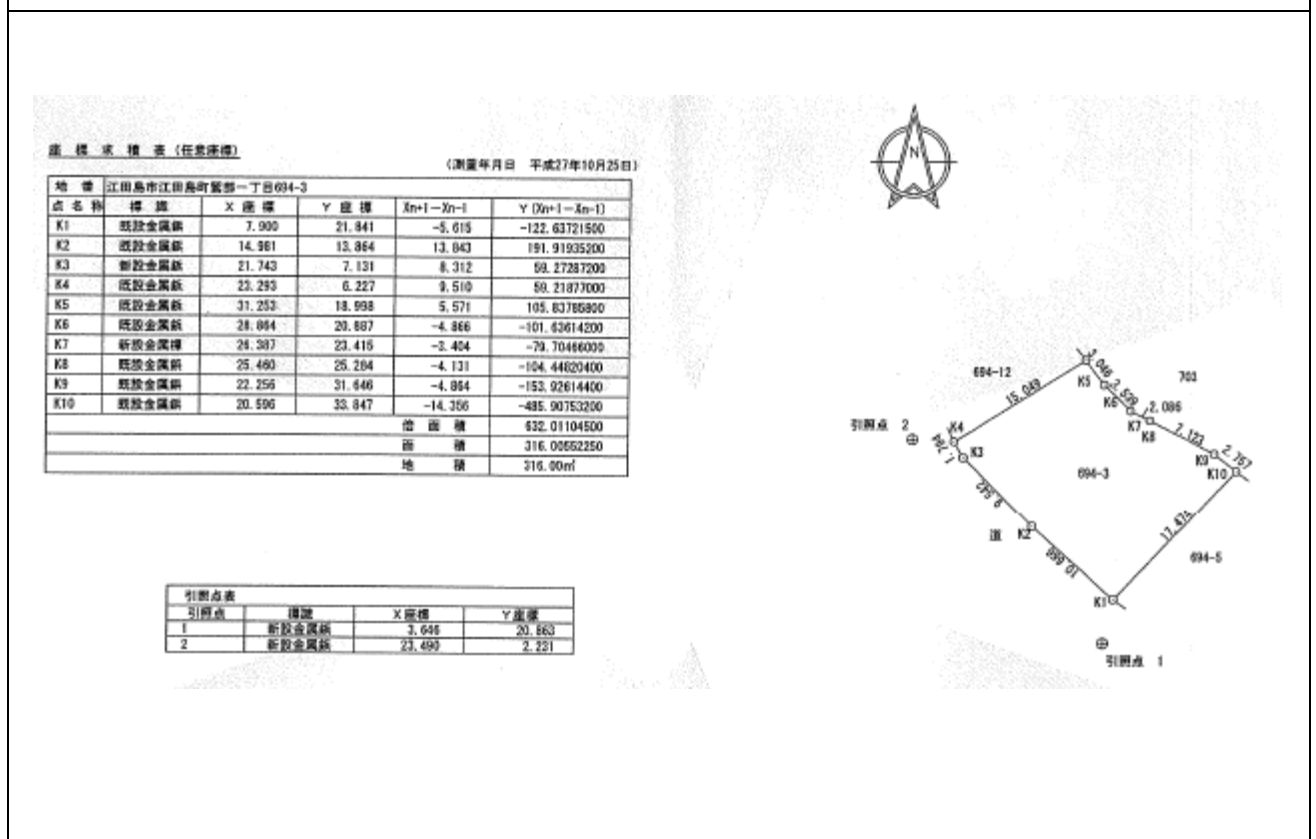 座標求積表(任意座標)
(測量年月日 平成27年10月25日)
地番 江田島市江田島町鷲部一丁目694-3
点名称 標識 X座標 Y座標 Xn+1-Xn-1 Y(Xn+1-Xn-1)
K1 既設金属鋲 7.900 21.841 -5.615 -122.63721500
K2 既設金属鋲 14.981 13.864 13.843 191.91935200
K3 新設金属鋲 21.743 7.131 8.312 59.27287200
K4 既設金属鋲 23.293 6.227 9.510 59.21877000
K5 既設金属鋲 31.253 18.998 5.571 105.83785800
K6 既設金属鋲 28.864 20.887 -4.866 -101.63614200
K7 新設金属標 26.387 23.415 -3.404 -79.70466000
K8 既設金属鋲 25.460 25.284 -4.131 -104.44820400
K9 既設金属鋲 22.256 31.646 -4.864 -153.92614400
K10 既設金属鋲 20.596 33.847 -14.356 -485.90753200
倍面積 632.01104500
面積 316.00552250
地積 316.00㎡
引照点表
引照点 標識 X座標 Y座標
1 新設金属鋲 3.646 20.863
2 新設金属鋲 23.490 2.231
N
694-12
703
3.046
K5
15.049
3.539
K6
2.086
K7
K8
引照点 2
K4
K3
1.794
7.123
K9
2.757
K10
694-3
9.542
道
K2
17.474
694-5
10.666
K1
引照点 1